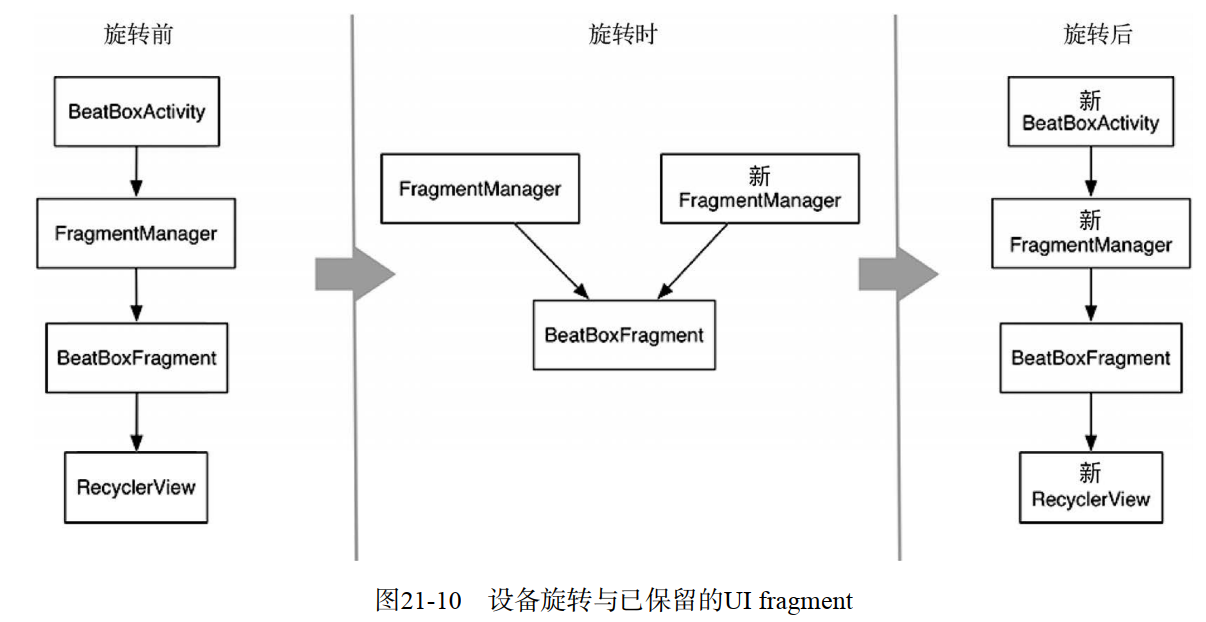 旋转前
BeatBoxActivity
FragmentManager
BeatBoxFragment
RecyclerView
旋转时
FragmentManager
新
FragmentManager
BeatBoxFragment
旋转后
新
BeatBoxActivity
新
FragmentManager
BeatBoxFragment
新
RecyclerView
图21-10 设备旋转与已保留的UI fragment